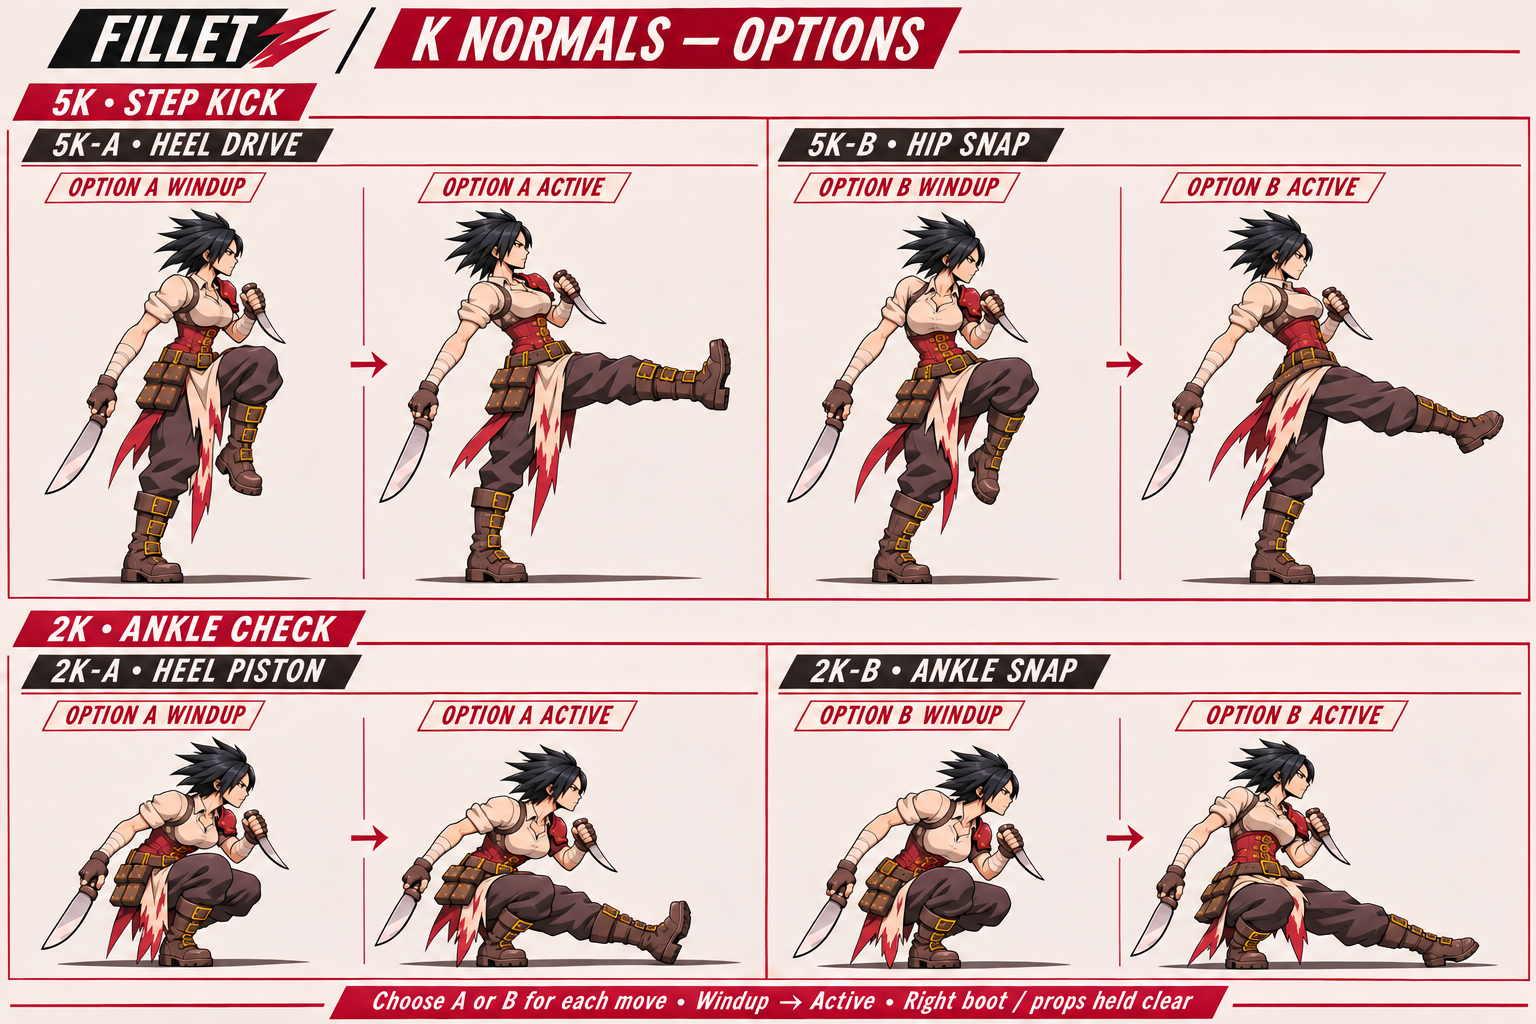 FILLET / K NORMALS — OPTIONS
5K • STEP KICK
5K-A • HEEL DRIVE
OPTION A WINDUP
OPTION A ACTIVE
5K-B • HIP SNAP
OPTION B WINDUP
OPTION B ACTIVE
2K • ANKLE CHECK
2K-A • HEEL PISTON
OPTION A WINDUP
OPTION A ACTIVE
2K-B • ANKLE SNAP
OPTION B WINDUP
OPTION B ACTIVE
Choose A or B for each move • Windup → Active • Right boot / props held clear